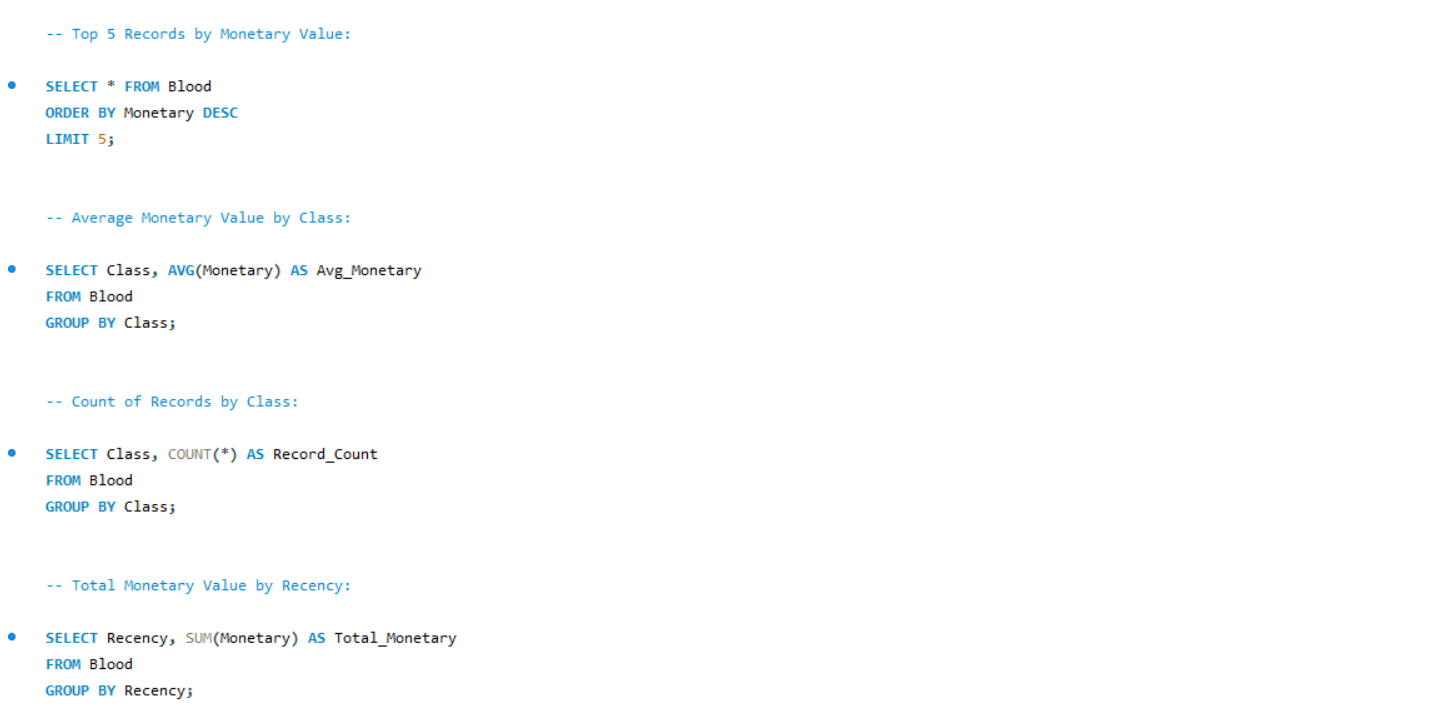 -- Top 5 Records by Monetary Value:
SELECT * FROM Blood
ORDER BY Monetary DESC
LIMIT 5;
-- Average Monetary Value by Class:
SELECT Class, AVG(Monetary) AS Avg_Monetary
FROM Blood
GROUP BY Class;
-- Count of Records by Class:
SELECT Class, COUNT(*) AS Record_Count
FROM Blood
GROUP BY Class;
-- Total Monetary Value by Recency:
SELECT Recency, SUM(Monetary) AS Total_Monetary
FROM Blood
GROUP BY Recency;